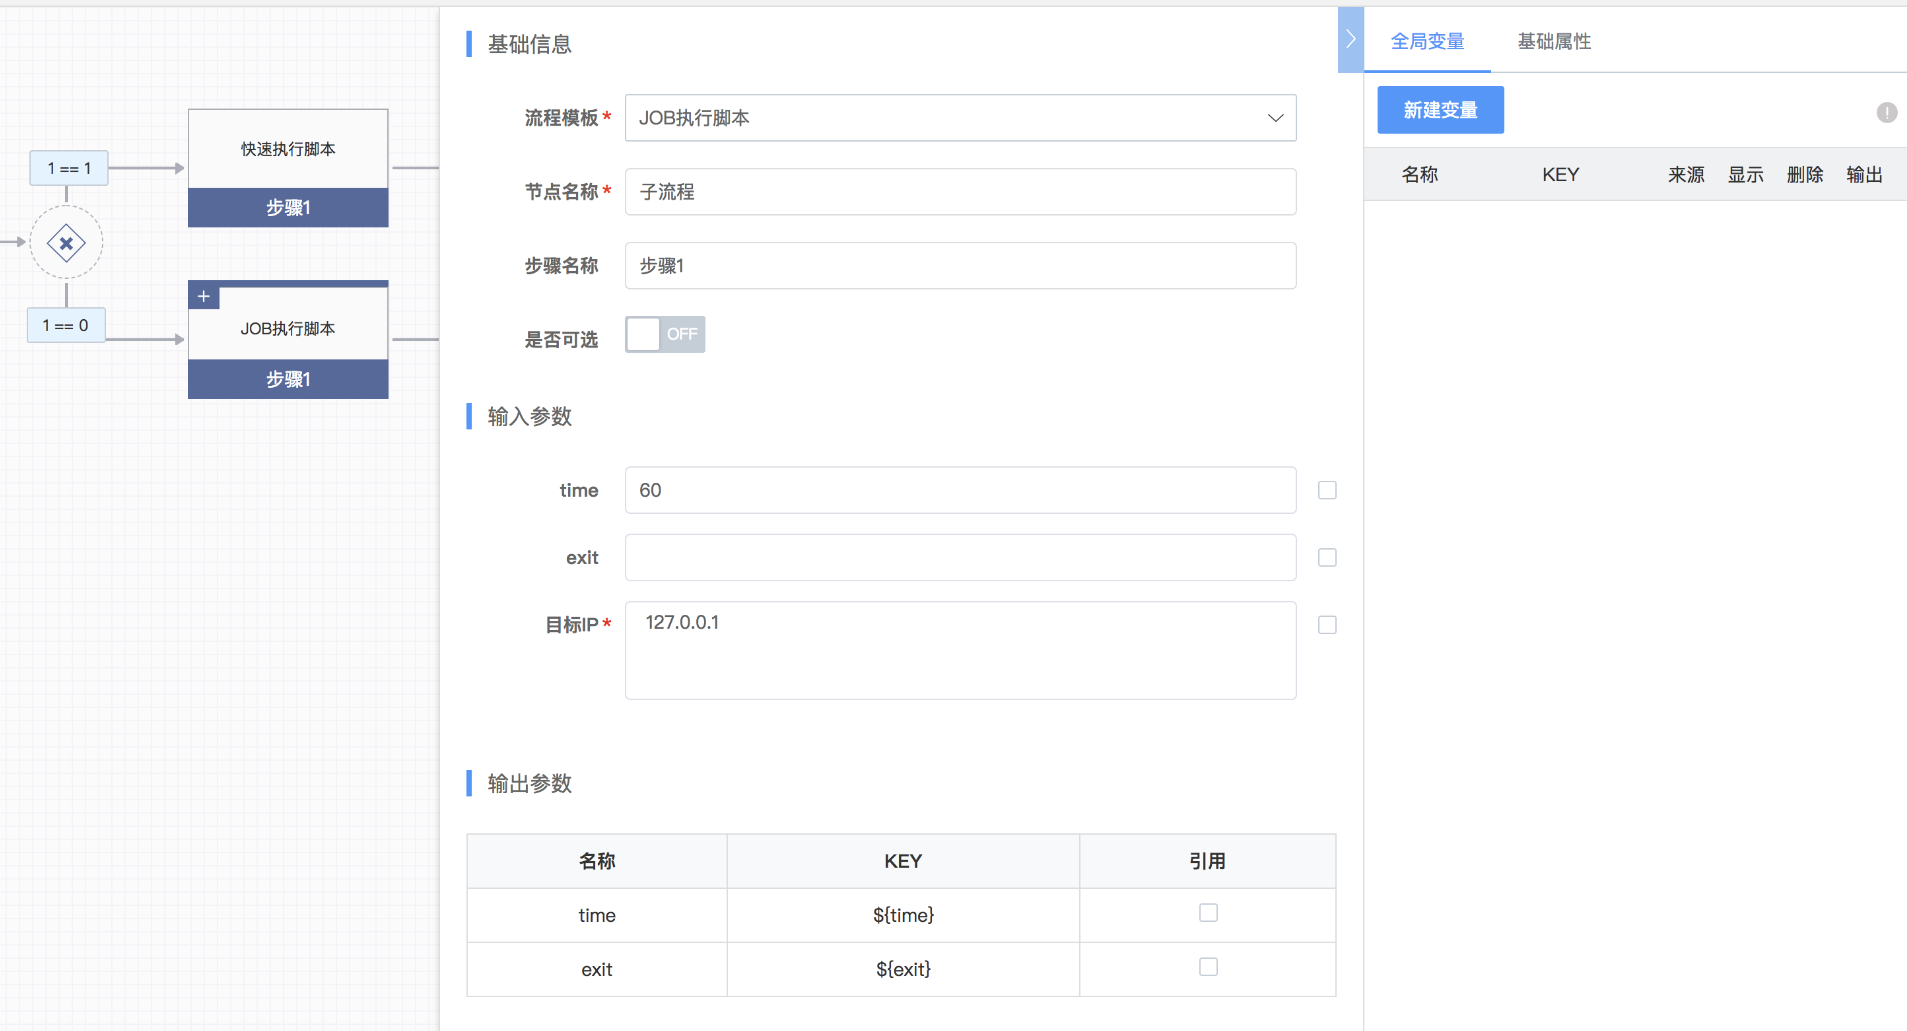 1 == 1
快速执行脚本
步骤1
1 == 0
JOB执行脚本
步骤1
基础信息
流程模板* JOB执行脚本
节点名称* 子流程
步骤名称 步骤1
是否可选 OFF
输入参数
time 60
exit
目标IP* 127.0.0.1
输出参数
名称 KEY 引用
time ${time}
exit ${exit}
全局变量 基础属性
新建变量
名称 KEY 来源 显示 删除 输出